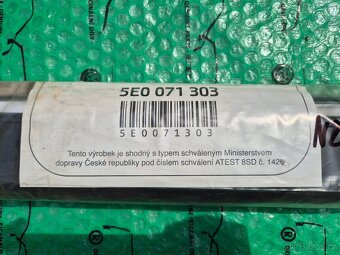 5E0 071 303
5E0071303
Tento výrobek je shodný s typem schváleným Ministerstvem
dopravy České republiky pod číslem schválení ATEST 8SD č. 1426